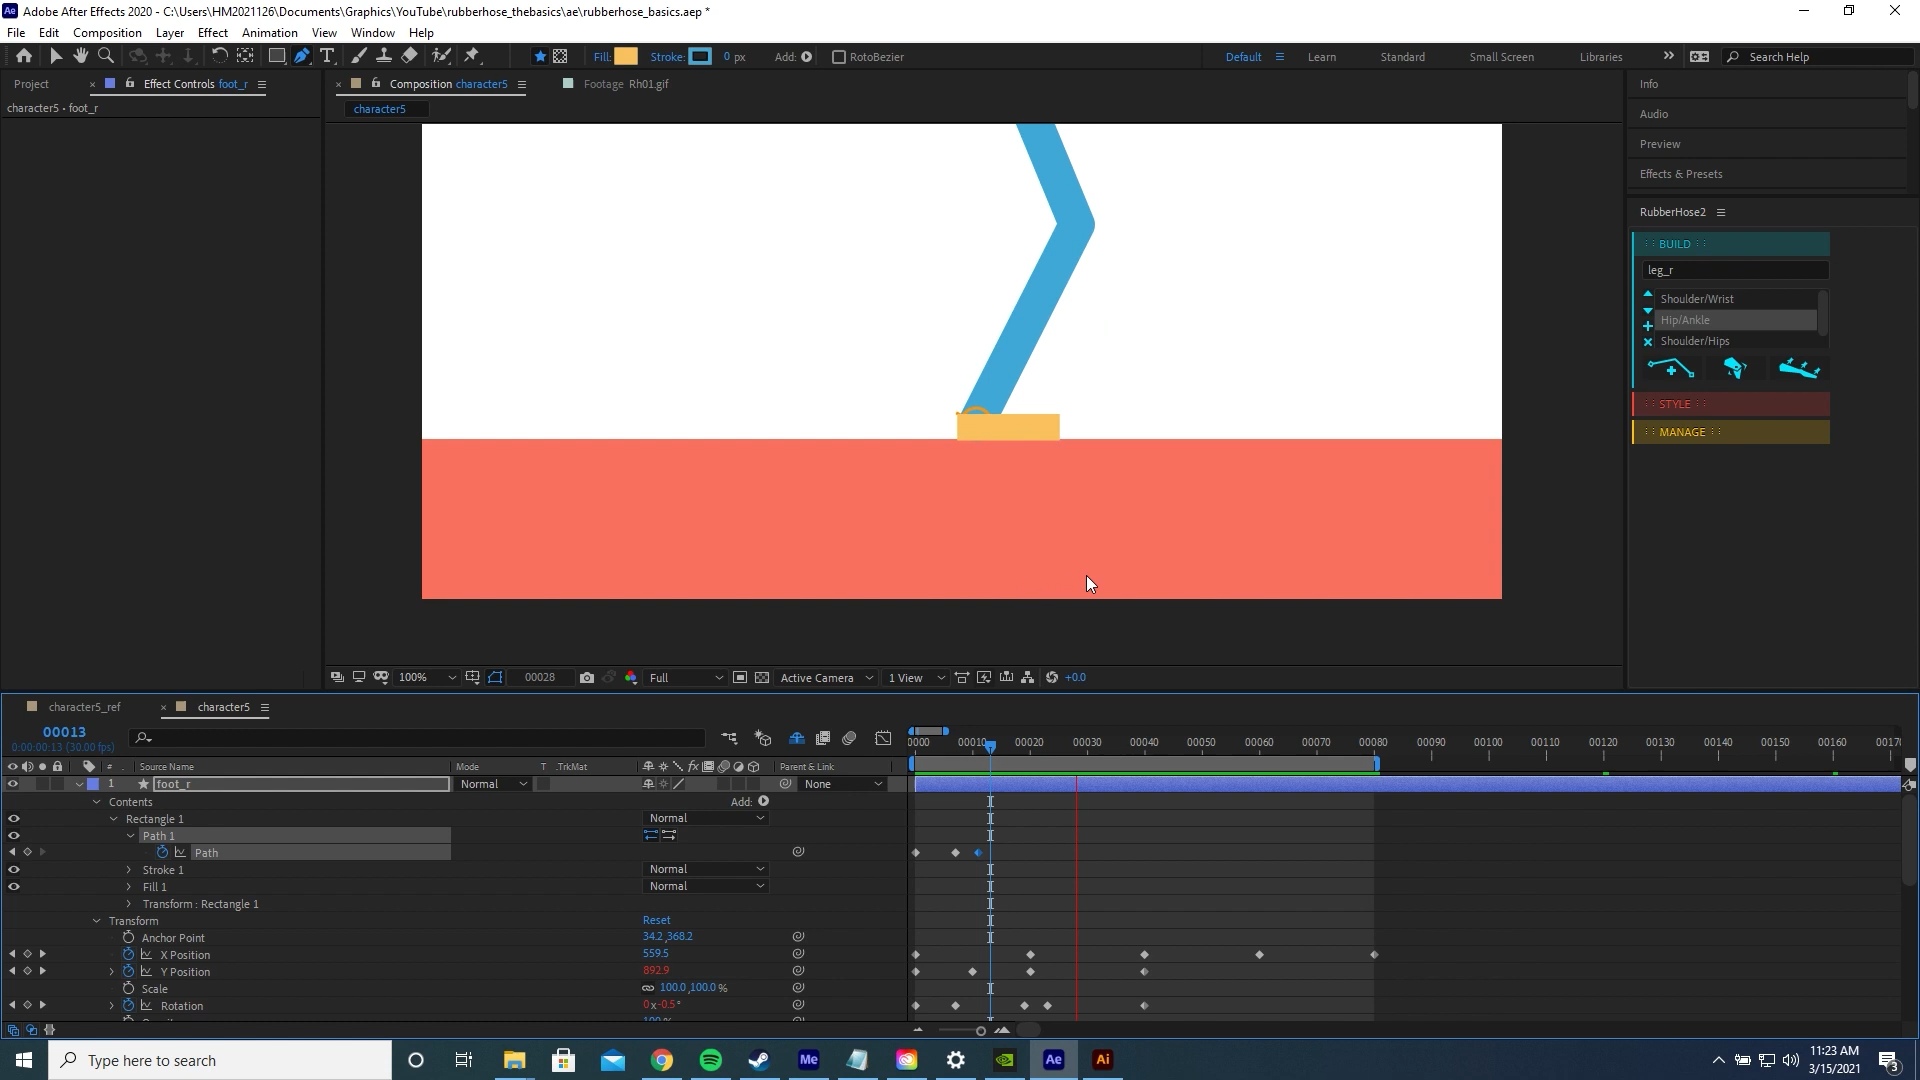 Ae Adobe After Effects 2020 - C:\Users\HM2021126\Documents\Graphics\YouTube\rubberhose_thebasics\ae\rubberhose_basics.aep *
File Edit Composition Layer Effect Animation View Window Help
Fill: Stroke: 0 px Add: RotoBezier Default Learn Standard Small Screen Libraries Search Help
Project Effect Controls foot_r Composition character5 Footage Rh01.gif
character5 • foot_r
character5
Info
Audio
Preview
Effects & Presets
RubberHose2
:: BUILD ::
leg_r
Shoulder/Wrist
Hip/Ankle
Shoulder/Hips
:: STYLE ::
:: MANAGE ::
100% 00028 Full Active Camera 1 View +0.0
character5_ref character5
00013
0:00:00:13 (30.00 fps)
0000 00010 00020 00030 00040 00050 00060 00070 00080 00090 00100 00110 00120 00130 00140 00150 00160 0017
# Source Name Mode T .TrkMat fx Parent & Link
1 foot_r Normal None
Contents Add:
Rectangle 1 Normal
Path 1
Path
Stroke 1 Normal
Fill 1 Normal
Transform : Rectangle 1
Transform Reset
Anchor Point 34.2,368.2
X Position 559.5
Y Position 892.9
Scale 100.0,100.0 %
Rotation 0x-0.5°
Type here to search
Me Ae Ai
11:23 AM
3/15/2021
3